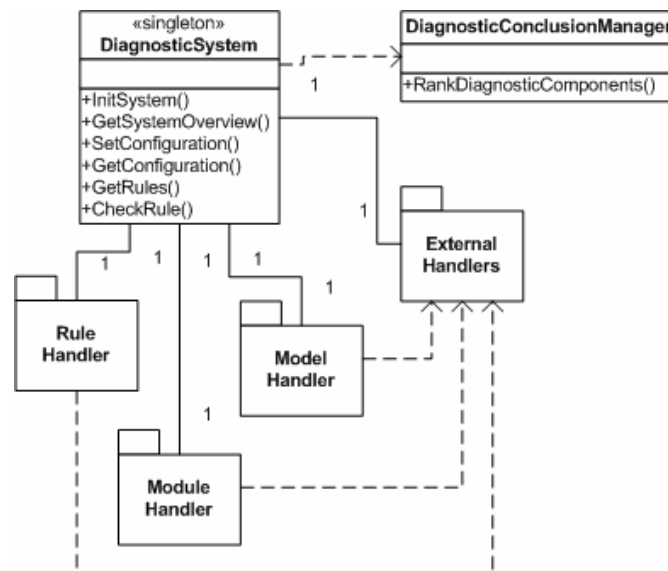 «singleton»
DiagnosticSystem
+InitSystem()
+GetSystemOverview()
+SetConfiguration()
+GetConfiguration()
+GetRules()
+CheckRule()
DiagnosticConclusionManager
+RankDiagnosticComponents()
1
1
External
Handlers
1
1
1
1
1
Rule
Handler
Model
Handler
1
Module
Handler